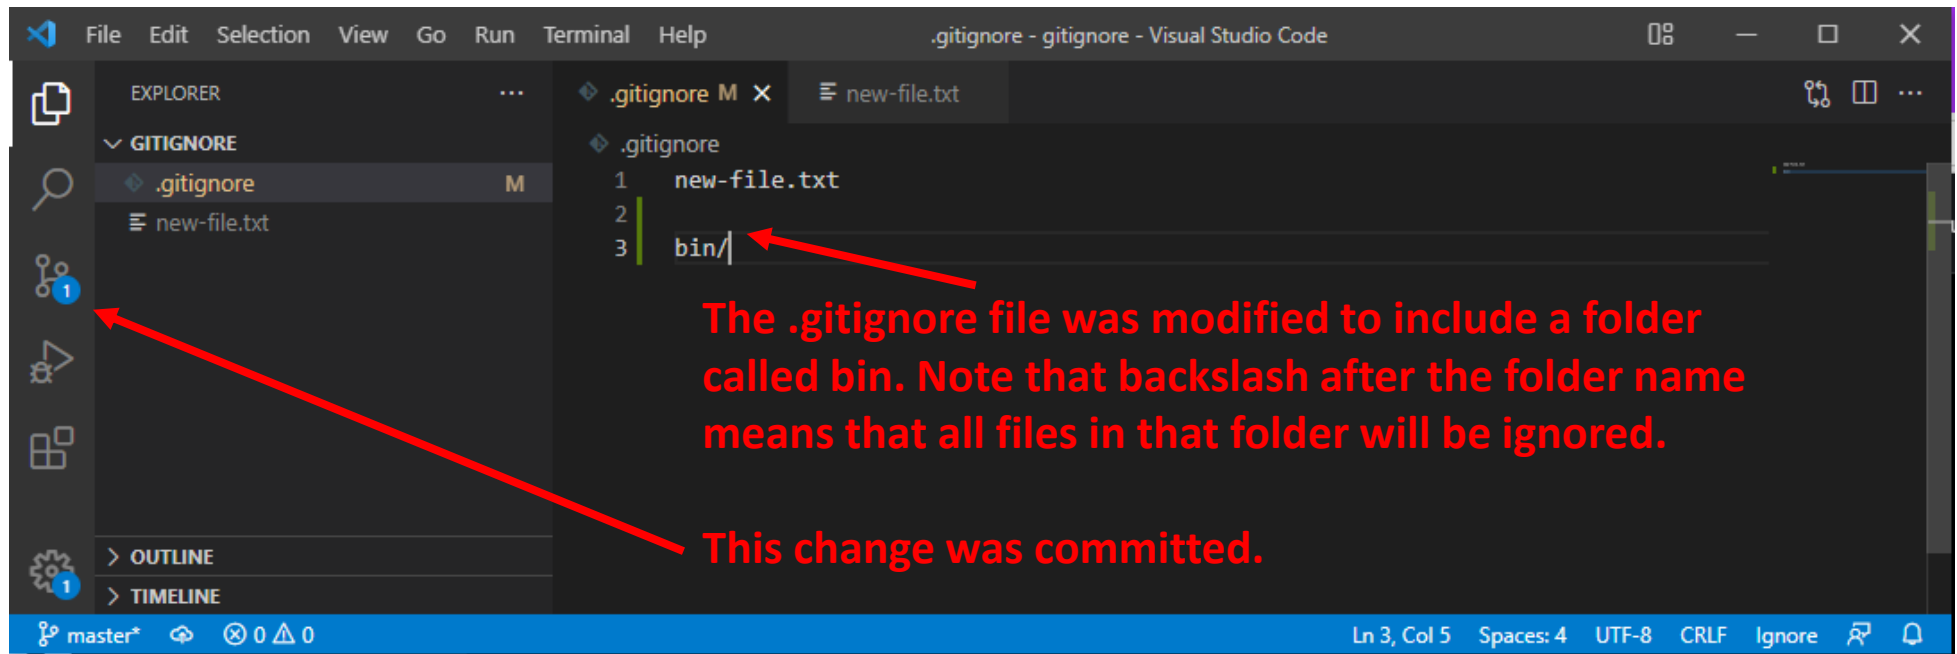 File Edit Selection View Go Run Terminal Help .gitignore - gitignore - Visual Studio Code
EXPLORER ···
.gitignore M
new-file.txt
GITIGNORE
.gitignore
.gitignore M
new-file.txt
1 new-file.txt
2
3 bin/
The .gitignore file was modified to include a folder
called bin. Note that backslash after the folder name
means that all files in that folder will be ignored.
This change was committed.
1
OUTLINE
1
TIMELINE
master* 0 0 Ln 3, Col 5 Spaces: 4 UTF-8 CRLF Ignore